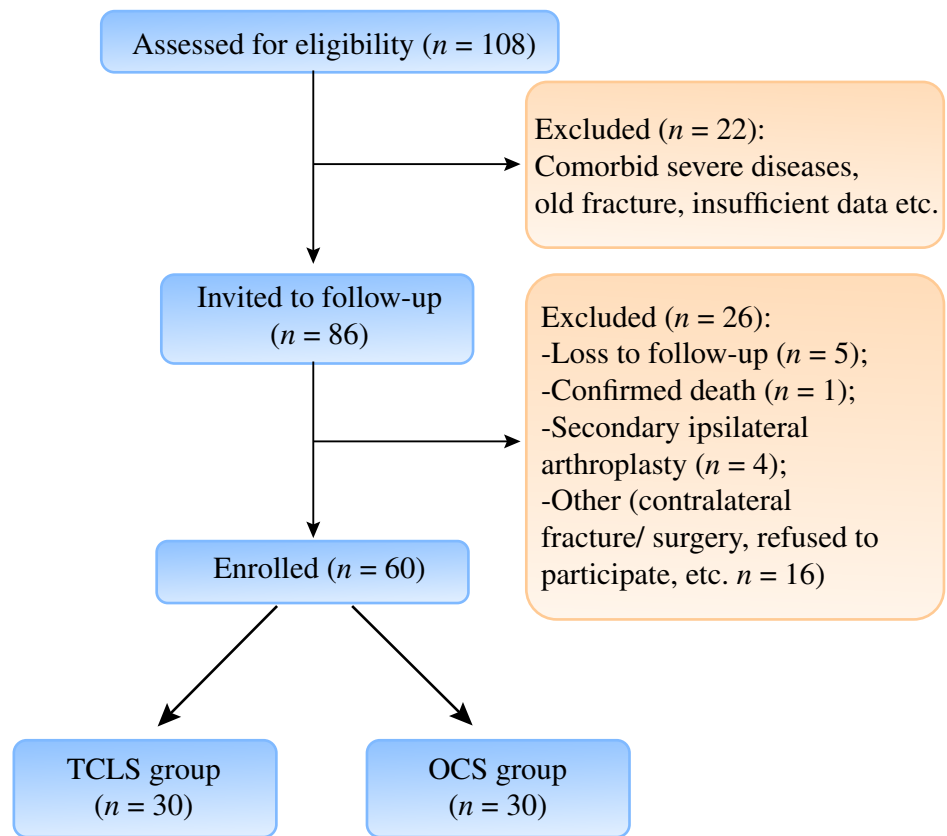 Assessed for eligibility (n = 108)
Excluded (n = 22):
Comorbid severe diseases,
old fracture, insufficient data etc.
Invited to follow-up
(n = 86)
Excluded (n = 26):
-Loss to follow-up (n = 5);
-Confirmed death (n = 1);
-Secondary ipsilateral
arthroplasty (n = 4);
-Other (contralateral
fracture/ surgery, refused to
participate, etc. n = 16)
Enrolled (n = 60)
TCLS group
(n = 30)
OCS group
(n = 30)